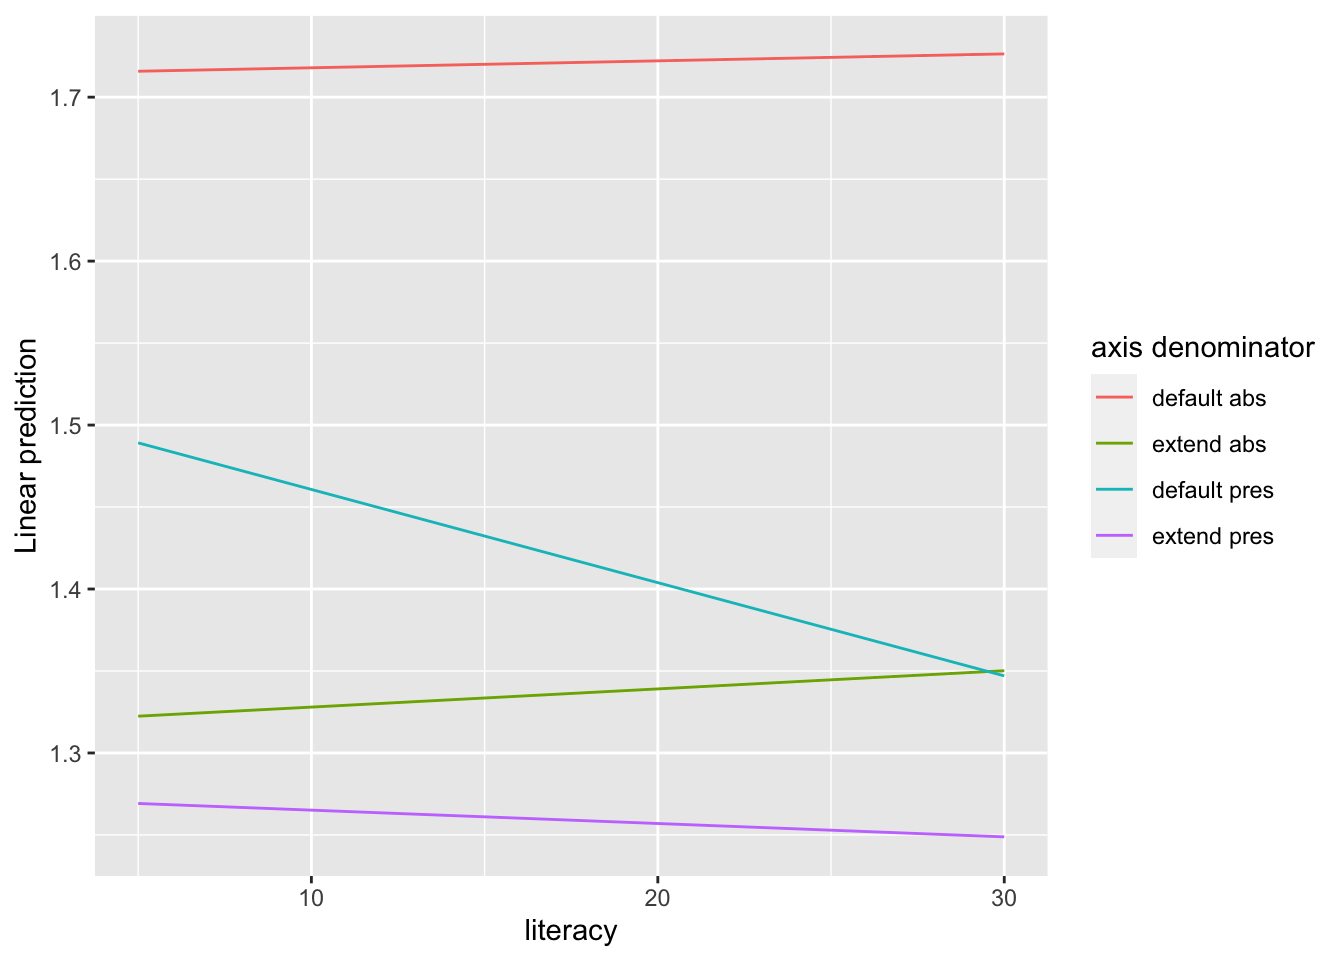 1.7
1.6
1.5
1.4
1.3
Linear prediction
10 20 30
literacy
axis denominator
default abs
extend abs
default pres
extend pres